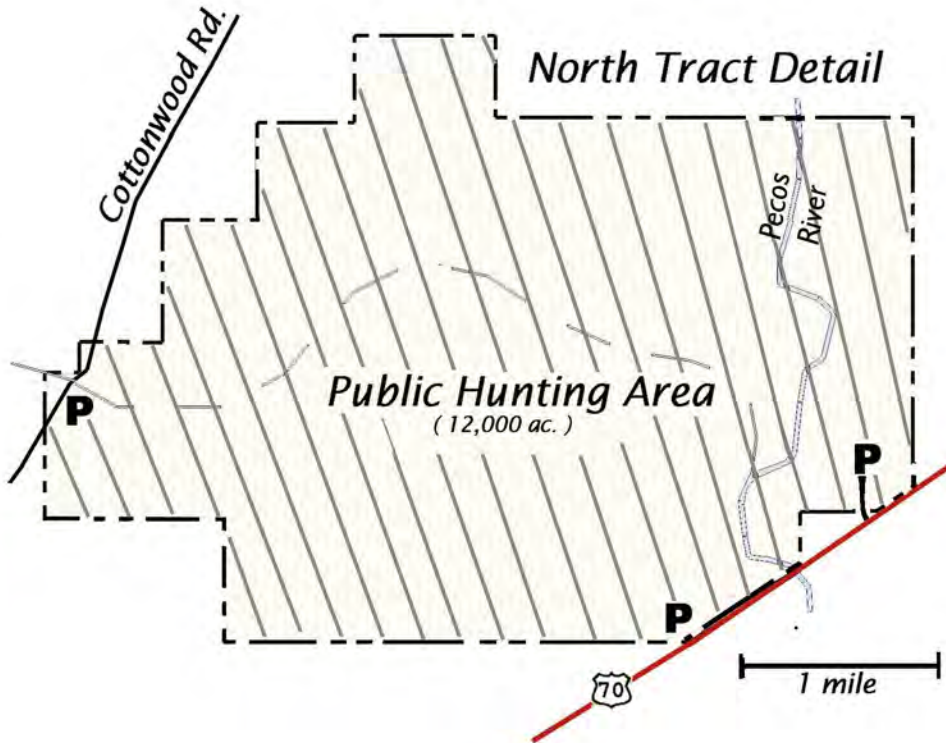 North Tract Detail
Cottonwood Rd.
Pecos
River
Public Hunting Area
( 12,000 ac. )
P
P
P
70
1 mile